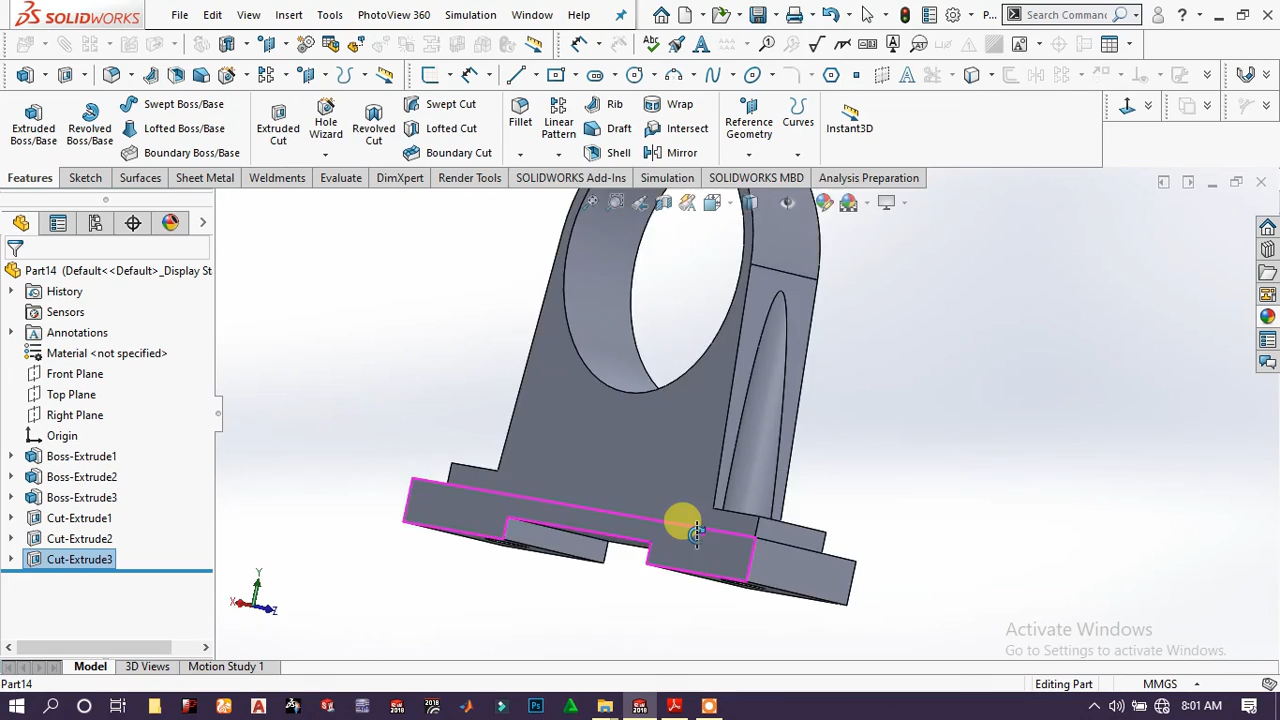 SOLIDWORKS File Edit View Insert Tools PhotoView 360 Simulation Window Help P... Search Commanc
Extruded Boss/Base
Revolved Boss/Base
Swept Boss/Base
Lofted Boss/Base
Boundary Boss/Base
Extruded Cut
Hole Wizard
Revolved Cut
Swept Cut
Lofted Cut
Boundary Cut
Fillet
Linear Pattern
Rib
Draft
Shell
Wrap
Intersect
Mirror
Reference Geometry
Curves
Instant3D
Features Sketch Surfaces Sheet Metal Weldments Evaluate DimXpert Render Tools SOLIDWORKS Add-Ins Simulation SOLIDWORKS MBD Analysis Preparation
Part14 (Default<<Default>_Display St
History
Sensors
Annotations
Material <not specified>
Front Plane
Top Plane
Right Plane
Origin
Boss-Extrude1
Boss-Extrude2
Boss-Extrude3
Cut-Extrude1
Cut-Extrude2
Cut-Extrude3
Y
X
Z
Activate Windows
Go to Settings to activate Windows.
Model 3D Views Motion Study 1
Part14 Editing Part MMGS
8:01 AM